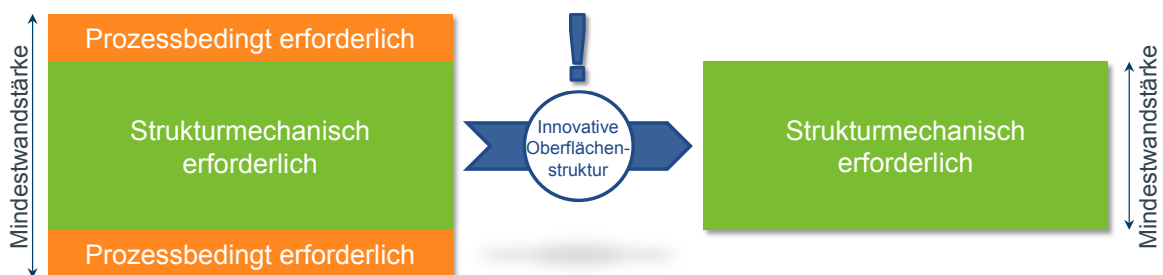 Mindestwandstärke
Prozessbedingt erforderlich
Strukturmechanisch
erforderlich
Prozessbedingt erforderlich
!
Innovative
Oberflächen-
struktur
Strukturmechanisch
erforderlich
Mindestwandstärke